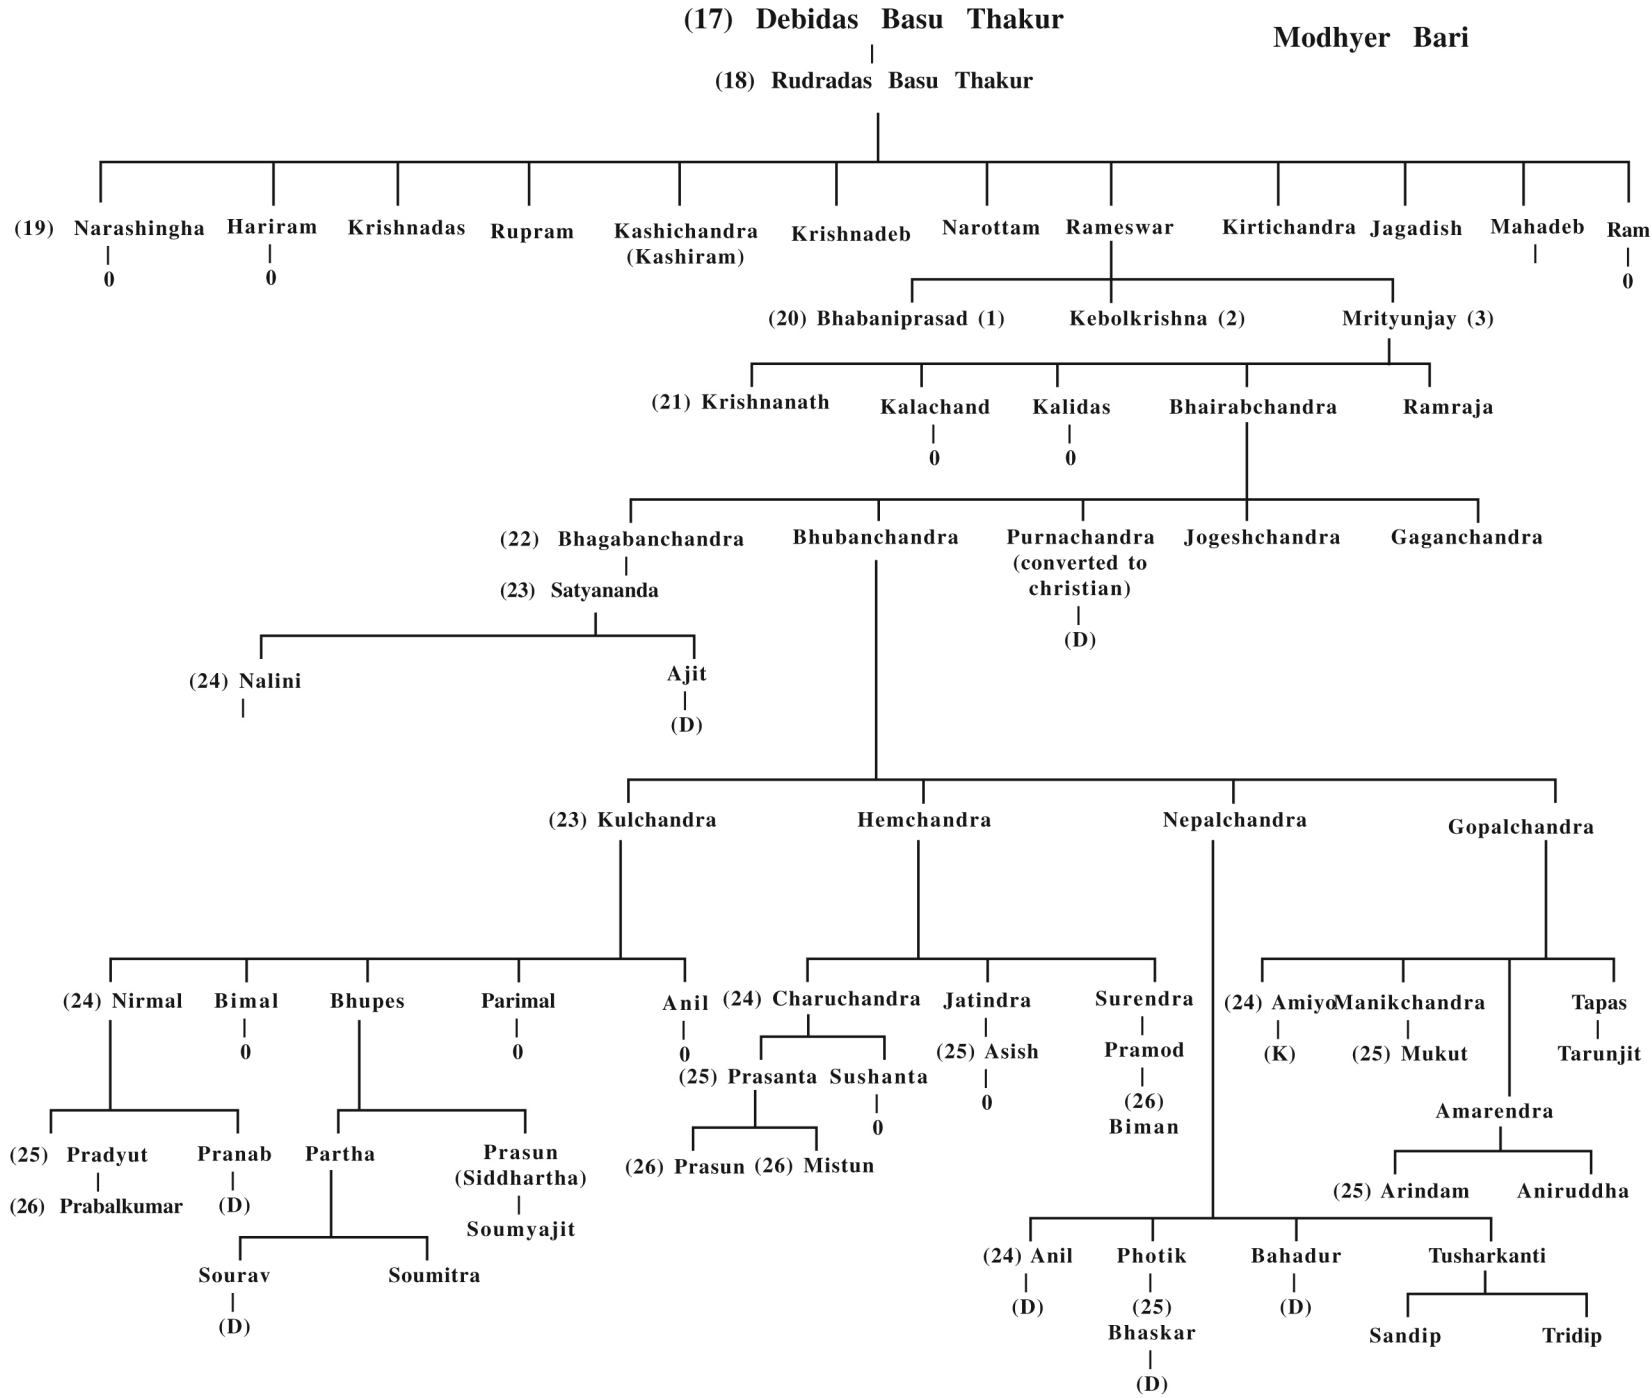 (17) Debidas Basu Thakur
Modhyer Bari
(18) Rudradas Basu Thakur
(19) Narashingha Hariram Krishnadas Rupram Kashichandra Krishnadeb Narottam Rameswar Kirtichandra Jagadish Mahadeb Ram
(Kashiram)
0 0 0
(20) Bhabaniprasad (1) Kebolkrishna (2) Mrityunjay (3)
(21) Krishnanath Kalachand Kalidas Bhairabchandra Ramraja
0 0
(22) Bhagabanchandra Bhubanchandra Purnachandra Jogeshchandra Gaganchandra
(converted to
christian)
(23) Satyananda
(D)
(24) Nalini Ajit
(D)
(23) Kulchandra Hemchandra Nepalchandra Gopalchandra
(24) Nirmal Bimal Bhupes Parimal Anil (24) Charuchandra Jatindra Surendra (24) Amiyo Manikchandra Tapas
0 0 0 (25) Asish Pramod (K) (25) Mukut Tarunjit
(25) Prasanta Sushanta
0 0 (26)
Biman
Amarendra
(25) Pradyut Pranab Partha Prasun
(Siddhartha)
(26) Prasun (26) Mistun
(25) Arindam Aniruddha
(26) Prabalkumar (D)
Soumyajit
(24) Anil Photik Bahadur Tusharkanti
Sourav Soumitra
(D) (25) (D)
(D)
Bhaskar
Sandip Tridip
(D)